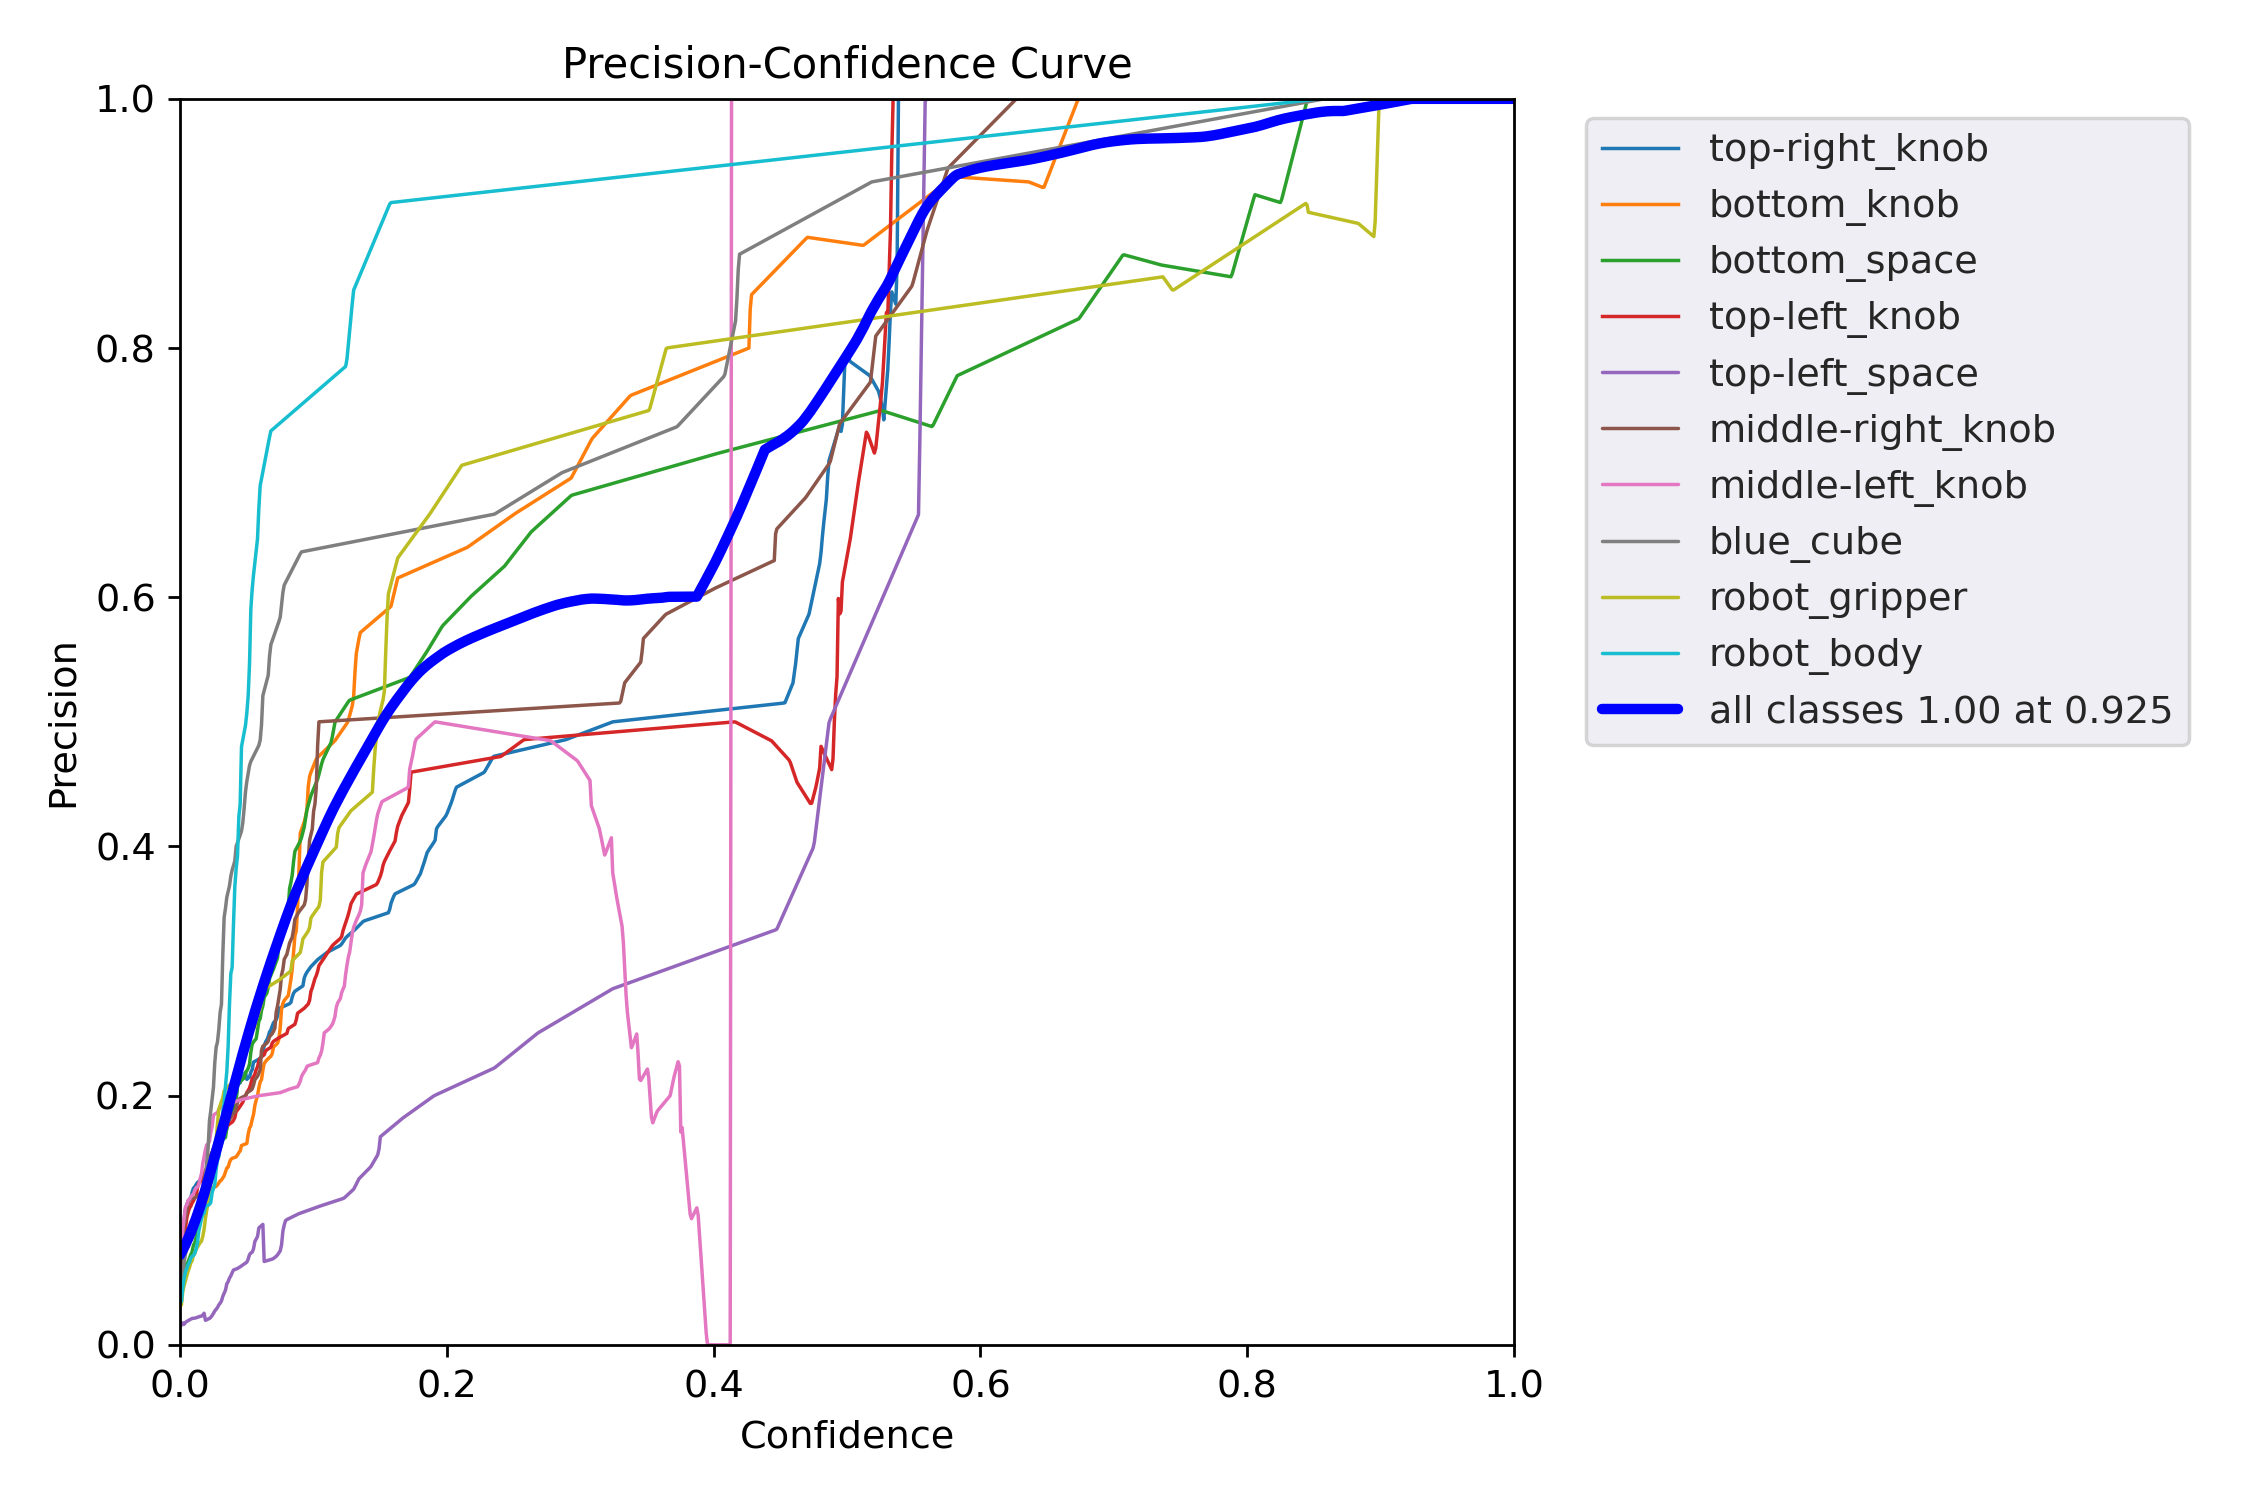 Precision-Confidence Curve
1.0
0.8
0.6
0.4
0.2
0.0
Precision
0.0 0.2 0.4 0.6 0.8 1.0
Confidence
top-right_knob
bottom_knob
bottom_space
top-left_knob
top-left_space
middle-right_knob
middle-left_knob
blue_cube
robot_gripper
robot_body
all classes 1.00 at 0.925